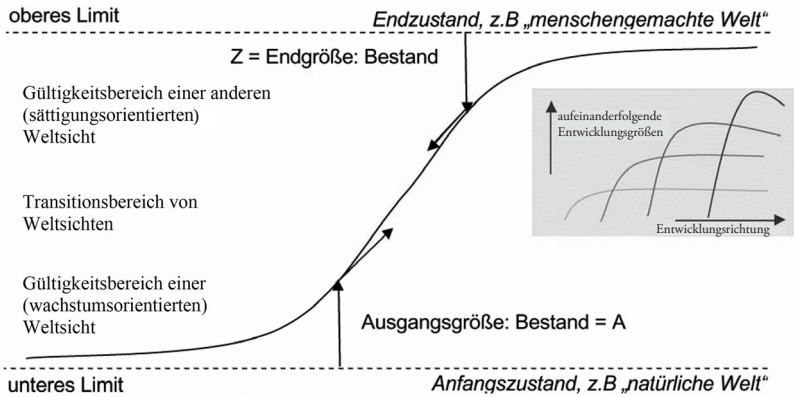 oberes Limit
Endzustand, z.B „menschengemachte Welt“
Z = Endgröße: Bestand
Gültigkeitsbereich einer anderen
(sättigungsorientierten)
Weltsicht
aufeinanderfolgende
Entwicklungsgrößen
Transitionsbereich von
Weltsichten
Entwicklungsrichtung
Gültigkeitsbereich einer
(wachstumsorientierten)
Weltsicht
Ausgangsgröße: Bestand = A
unteres Limit
Anfangszustand, z.B „natürliche Welt“